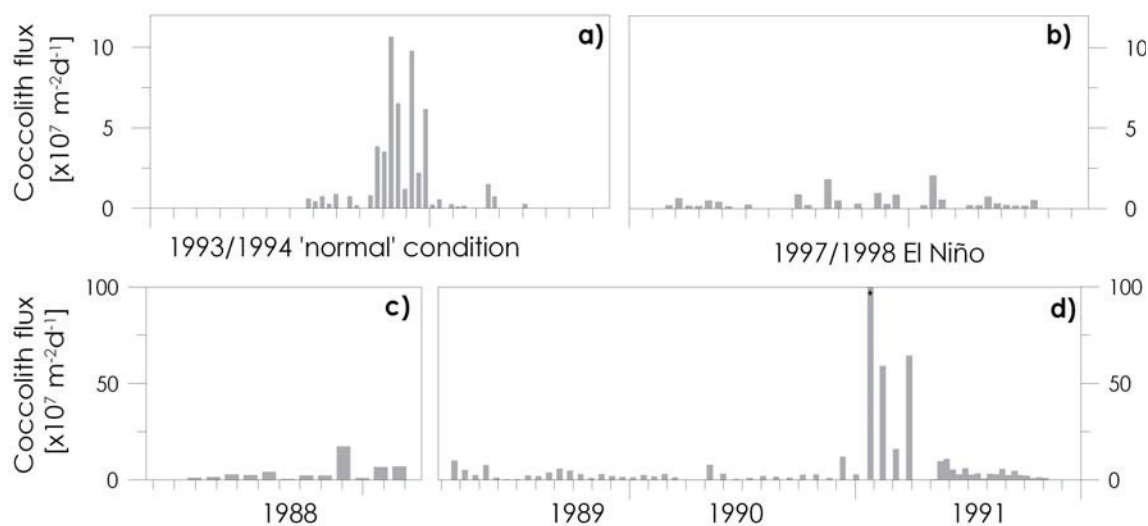 Coccolith flux
[x10⁷ m⁻²d⁻¹]
10
5
0
a)
b)
10
5
0
1993/1994 'normal' condition
1997/1998 El Niño
Coccolith flux
[x10⁷ m⁻²d⁻¹]
100
50
0
c)
d)
100
50
0
1988
1989
1990
1991